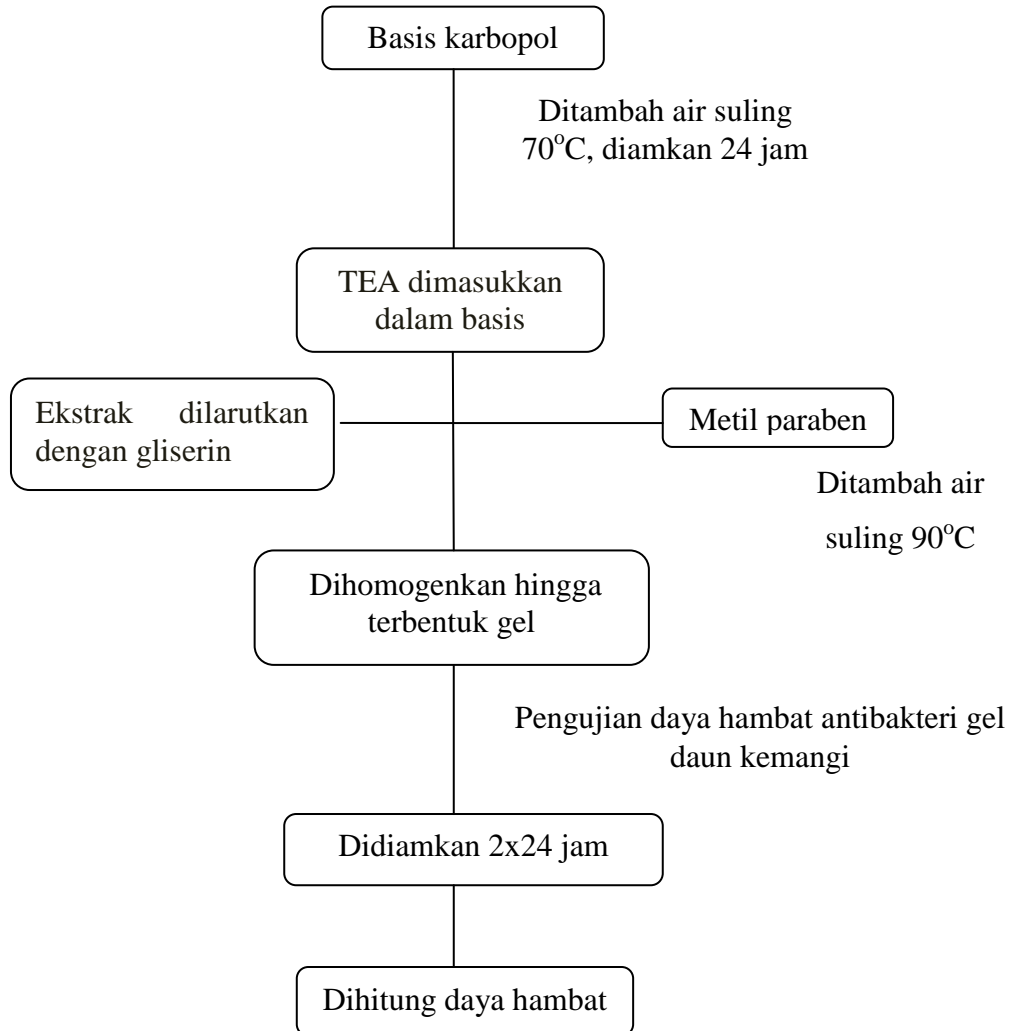 Basis karbopol
Ditambah air suling
70°C, diamkan 24 jam
TEA dimasukkan
dalam basis
Ekstrak dilarutkan
dengan gliserin
Metil paraben
Ditambah air
suling 90°C
Dihomogenkan hingga
terbentuk gel
Pengujian daya hambat antibakteri gel
daun kemangi
Didiamkan 2x24 jam
Dihitung daya hambat